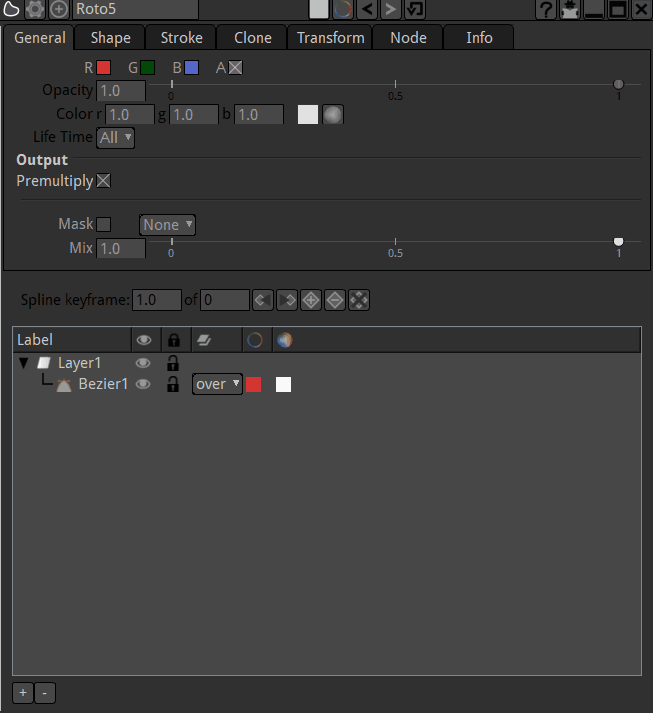 Roto5
General Shape Stroke Clone Transform Node Info
R G B A
Opacity 1.0 0 0.5 1
Color r 1.0 g 1.0 b 1.0
Life Time All
Output
Premultiply
Mask None
Mix 1.0 0 0.5 1
Spline keyframe: 1.0 of 0
Label
Layer1
Bezier1 over
+ -